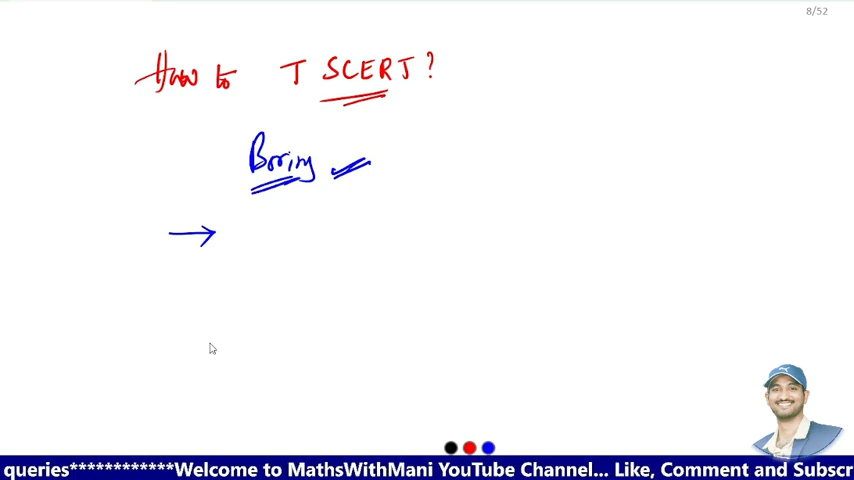 8/52
How to T SCERT?
Boring
queries************Welcome to MathsWithMani YouTube Channel... Like, Comment and Subscr